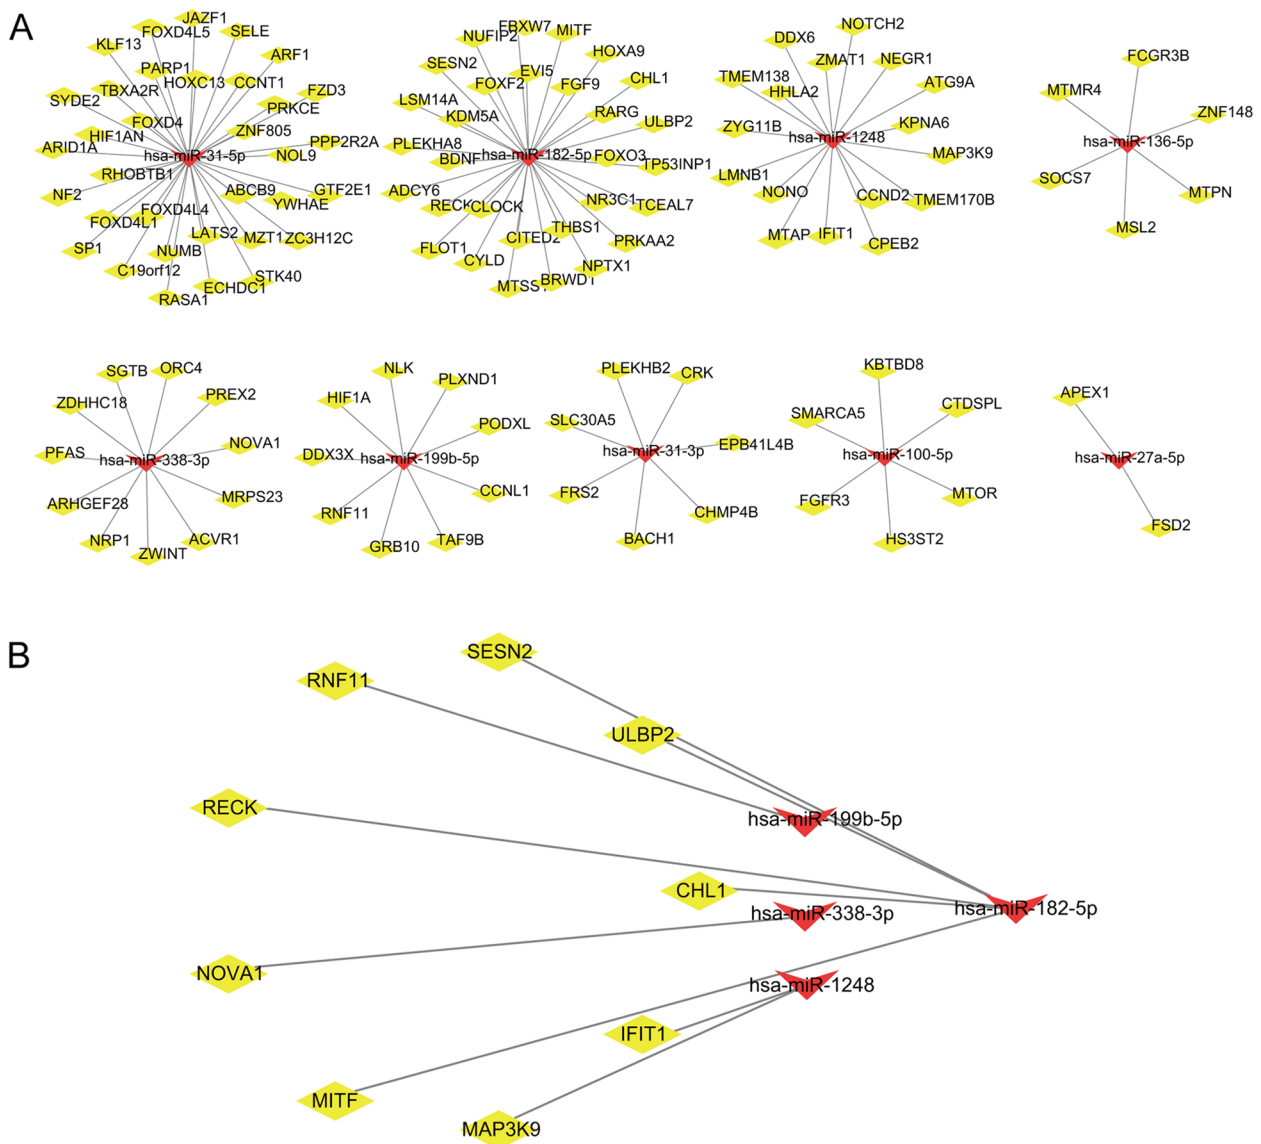 A
JAZF1
FOXD4L5
SELE
KLF13
ARF1
PARP1
HOXC13
CCNT1
TBXA2R
FZD3
SYDE2
PRKCE
FOXD4
ZNF805
HIF1AN
PPP2R2A
ARID1A
hsa-miR-31-5p
NOL9
RHOBTB1
NF2
ABCB9
GTF2E1
YWHAE
FOXD4L4
FOXD4L1
LATS2
MZT1
ZC3H12C
SP1
NUMB
C19orf12
STK40
ECHDC1
RASA1
FBXW7
NUFIP2
MITF
HOXA9
SESN2
EVI5
FOXF2
FGF9
CHL1
LSM14A
KDM5A
RARG
ULBP2
PLEKHA8
BDNF
hsa-miR-182-5p
FOXO3
TP53INP1
ADCY6
RECK
CLOCK
NR3C1
TCEAL7
THBS1
CITED2
PRKAA2
FLOT1
CYLD
NPTX1
BRWD1
NOTCH2
DDX6
ZMAT1
NEGR1
TMEM138
HHLA2
ATG9A
ZYG11B
KPNA6
hsa-miR-1248
MAP3K9
LMNB1
NONO
CCND2
TMEM170B
MTAP
IFIT1
CPEB2
FCGR3B
MTMR4
ZNF148
hsa-miR-136-5p
SOCS7
MTPN
MSL2
SGTB
ORC4
ZDHHC18
PREX2
PFAS
NOVA1
hsa-miR-338-3p
ARHGEF28
MRPS23
NRP1
ZWINT
ACVR1
NLK
PLXND1
HIF1A
PODXL
DDX3X
hsa-miR-199b-5p
CCNL1
RNF11
GRB10
TAF9B
PLEKHB2
CRK
SLC30A5
EPB41L4B
hsa-miR-31-3p
FRS2
CHMP4B
BACH1
KBTBD8
SMARCA5
CTDSPL
hsa-miR-100-5p
FGFR3
MTOR
HS3ST2
APEX1
hsa-miR-27a-5p
FSD2
B
SESN2
RNF11
ULBP2
RECK
hsa-miR-199b-5p
CHL1
hsa-miR-338-3p
hsa-miR-182-5p
NOVA1
hsa-miR-1248
IFIT1
MITF
MAP3K9